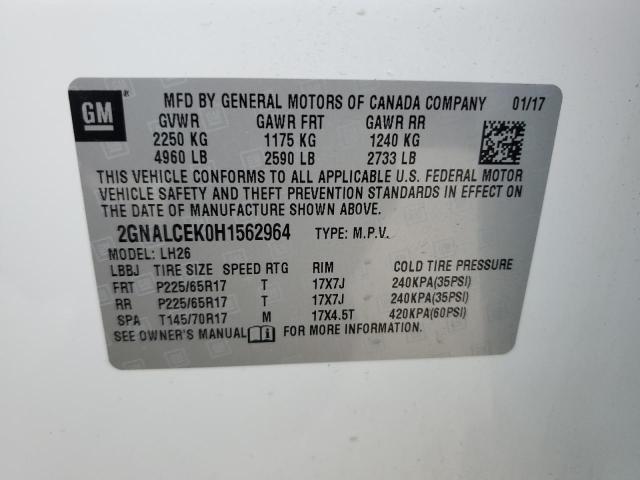 GM
MFD BY GENERAL MOTORS OF CANADA COMPANY 01/17
GVWR GAWR FRT GAWR RR
2250 KG 1175 KG 1240 KG
4960 LB 2590 LB 2733 LB
THIS VEHICLE CONFORMS TO ALL APPLICABLE U.S. FEDERAL MOTOR
VEHICLE SAFETY AND THEFT PREVENTION STANDARDS IN EFFECT ON
THE DATE OF MANUFACTURE SHOWN ABOVE.
2GNALCEK0H1562964 TYPE: M.P.V.
MODEL: LH26
LBBJ TIRE SIZE SPEED RTG RIM COLD TIRE PRESSURE
FRT P225/65R17 T 17X7J 240KPA(35PSI)
RR P225/65R17 T 17X7J 240KPA(35PSI)
SPA T145/70R17 M 17X4.5T 420KPA(60PSI)
SEE OWNER'S MANUAL FOR MORE INFORMATION